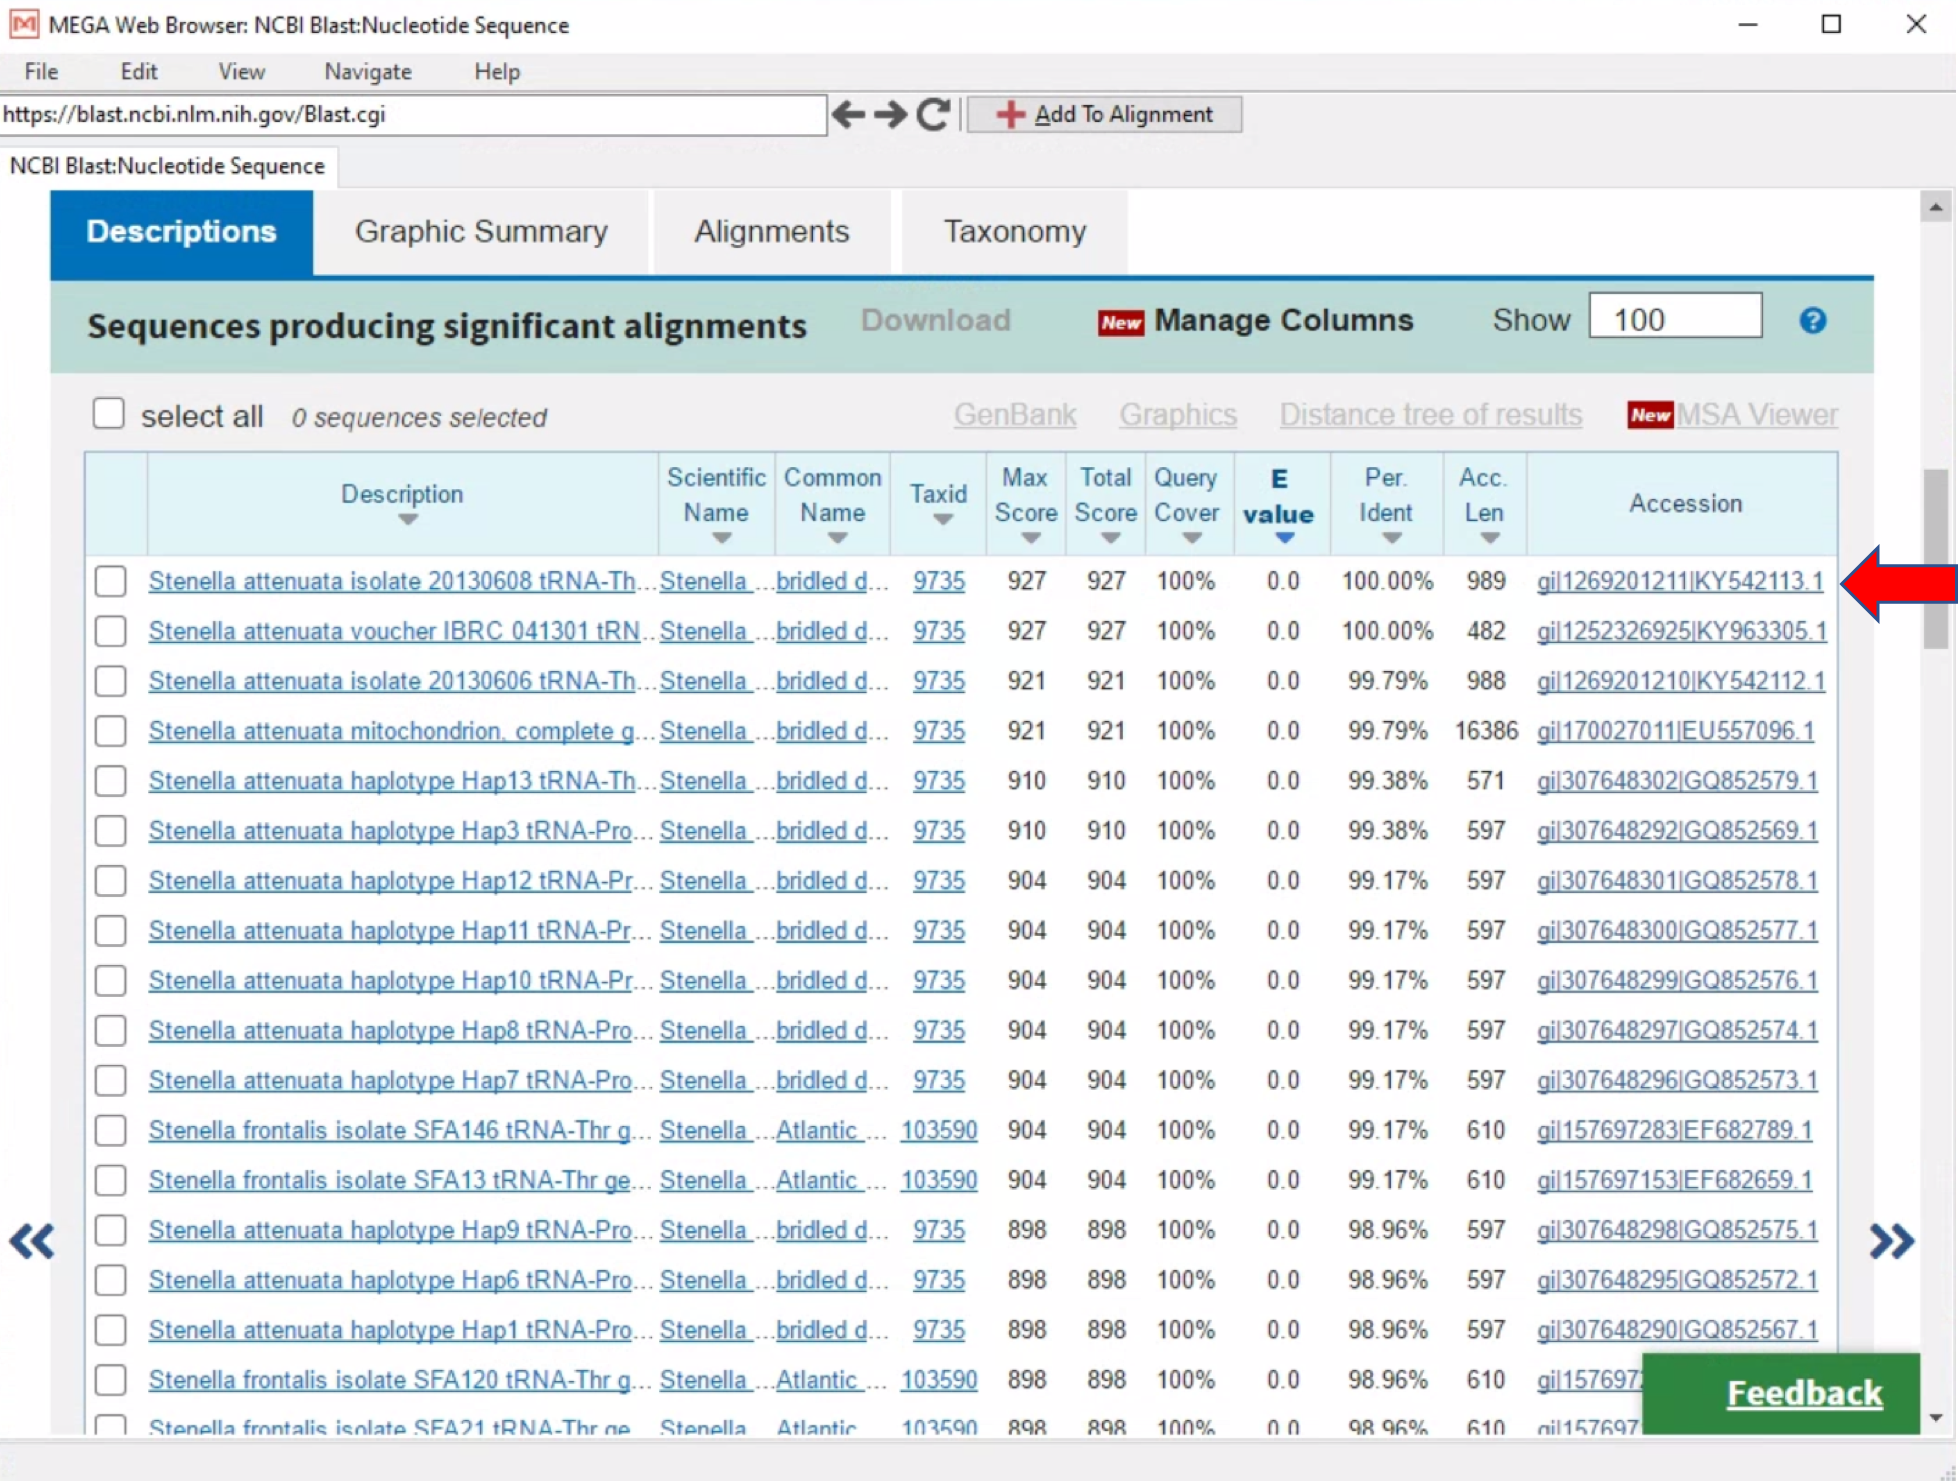 MEGA Web Browser: NCBI Blast:Nucleotide Sequence
File Edit View Navigate Help
https://blast.ncbi.nlm.nih.gov/Blast.cgi Add To Alignment
NCBI Blast:Nucleotide Sequence
Descriptions Graphic Summary Alignments Taxonomy
Sequences producing significant alignments Download New Manage Columns Show 100 ?
select all 0 sequences selected GenBank Graphics Distance tree of results New MSA Viewer
Description Scientific Name Common Name Taxid Max Score Total Score Query Cover E value Per. Ident Acc. Len Accession
Stenella attenuata isolate 20130608 tRNA-Th... Stenella ... bridled d... 9735 927 927 100% 0.0 100.00% 989 gi|1269201211|KY542113.1
Stenella attenuata voucher IBRC 041301 tRN... Stenella ... bridled d... 9735 927 927 100% 0.0 100.00% 482 gi|1252326925|KY963305.1
Stenella attenuata isolate 20130606 tRNA-Th... Stenella ... bridled d... 9735 921 921 100% 0.0 99.79% 988 gi|1269201210|KY542112.1
Stenella attenuata mitochondrion, complete g... Stenella ... bridled d... 9735 921 921 100% 0.0 99.79% 16386 gi|170027011|EU557096.1
Stenella attenuata haplotype Hap13 tRNA-Th... Stenella ... bridled d... 9735 910 910 100% 0.0 99.38% 571 gi|307648302|GQ852579.1
Stenella attenuata haplotype Hap3 tRNA-Pro... Stenella ... bridled d... 9735 910 910 100% 0.0 99.38% 597 gi|307648292|GQ852569.1
Stenella attenuata haplotype Hap12 tRNA-Pr... Stenella ... bridled d... 9735 904 904 100% 0.0 99.17% 597 gi|307648301|GQ852578.1
Stenella attenuata haplotype Hap11 tRNA-Pr... Stenella ... bridled d... 9735 904 904 100% 0.0 99.17% 597 gi|307648300|GQ852577.1
Stenella attenuata haplotype Hap10 tRNA-Pr... Stenella ... bridled d... 9735 904 904 100% 0.0 99.17% 597 gi|307648299|GQ852576.1
Stenella attenuata haplotype Hap8 tRNA-Pro... Stenella ... bridled d... 9735 904 904 100% 0.0 99.17% 597 gi|307648297|GQ852574.1
Stenella attenuata haplotype Hap7 tRNA-Pro... Stenella ... bridled d... 9735 904 904 100% 0.0 99.17% 597 gi|307648296|GQ852573.1
Stenella frontalis isolate SFA146 tRNA-Thr g... Stenella ... Atlantic ... 103590 904 904 100% 0.0 99.17% 610 gi|157697283|EF682789.1
Stenella frontalis isolate SFA13 tRNA-Thr ge... Stenella ... Atlantic ... 103590 904 904 100% 0.0 99.17% 610 gi|157697153|EF682659.1
Stenella attenuata haplotype Hap9 tRNA-Pro... Stenella ... bridled d... 9735 898 898 100% 0.0 98.96% 597 gi|307648298|GQ852575.1
Stenella attenuata haplotype Hap6 tRNA-Pro... Stenella ... bridled d... 9735 898 898 100% 0.0 98.96% 597 gi|307648295|GQ852572.1
Stenella attenuata haplotype Hap1 tRNA-Pro... Stenella ... bridled d... 9735 898 898 100% 0.0 98.96% 597 gi|307648290|GQ852567.1
Stenella frontalis isolate SFA120 tRNA-Thr g... Stenella ... Atlantic ... 103590 898 898 100% 0.0 98.96% 610 gi|157697
Stenella frontalis isolate SFA21 tRNA-Thr ge Stenella Atlantic 103590 898 898 100% 0.0 98.96% 610 gi|157697
Feedback